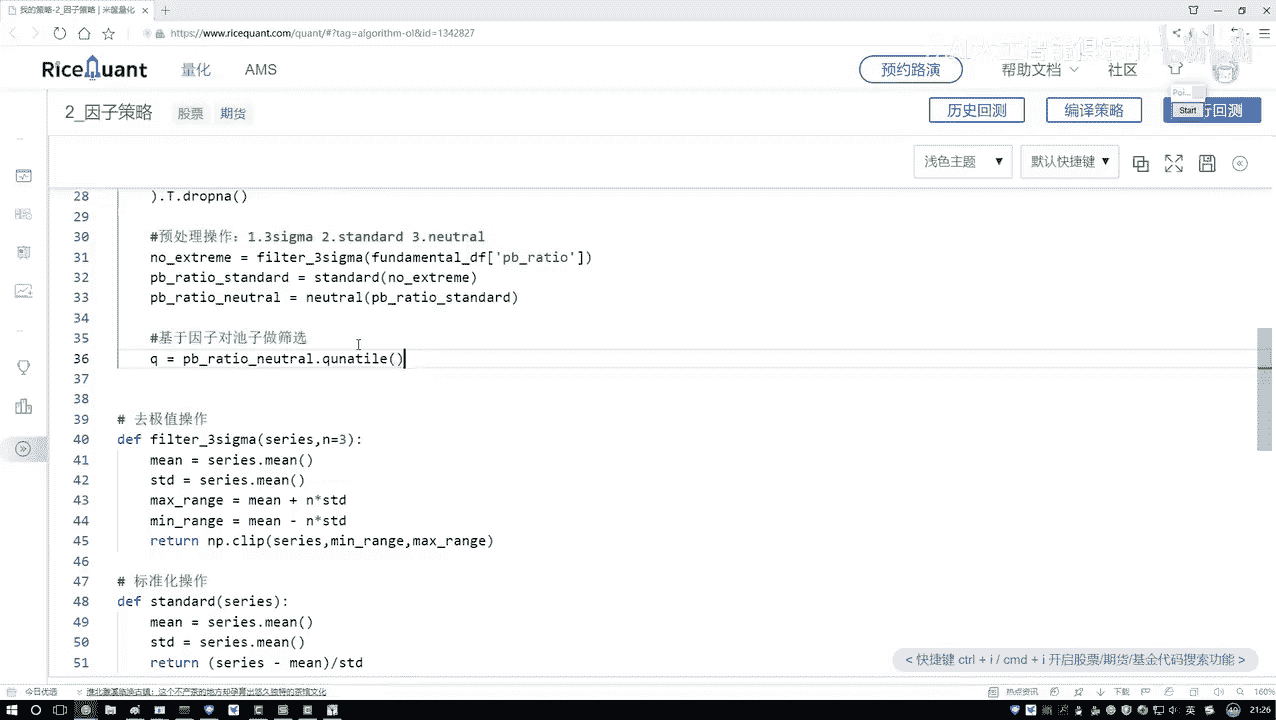 我的策略-2_因子策略 | 米筐量化
https://www.ricequant.com/quant/#?tag=algorithm-ol&id=1342827
RiceQuant 量化 AMS 预约路演 帮助文档 社区
Poi...
Start
2_因子策略 股票 期货 历史回测 编译策略 行回测
浅色主题 默认快捷键
28 ).T.dropna()
29
30 #预处理操作：1.3sigma 2.standard 3.neutral
31 no_extreme = filter_3sigma(fundamental_df['pb_ratio'])
32 pb_ratio_standard = standard(no_extreme)
33 pb_ratio_neutral = neutral(pb_ratio_standard)
34
35 #基于因子对池子做筛选
36 q = pb_ratio_neutral.qunatile()
37
38
39 # 去极值操作
40 def filter_3sigma(series,n=3):
41 mean = series.mean()
42 std = series.mean()
43 max_range = mean + n*std
44 min_range = mean - n*std
45 return np.clip(series,min_range,max_range)
46
47 # 标准化操作
48 def standard(series):
49 mean = series.mean()
50 std = series.mean()
51 return (series - mean)/std
< 快捷键 ctrl + i / cmd + i 开启股票/期货/基金代码搜索功能 >
今日优选 热点资讯 下载 160%
英 21:26